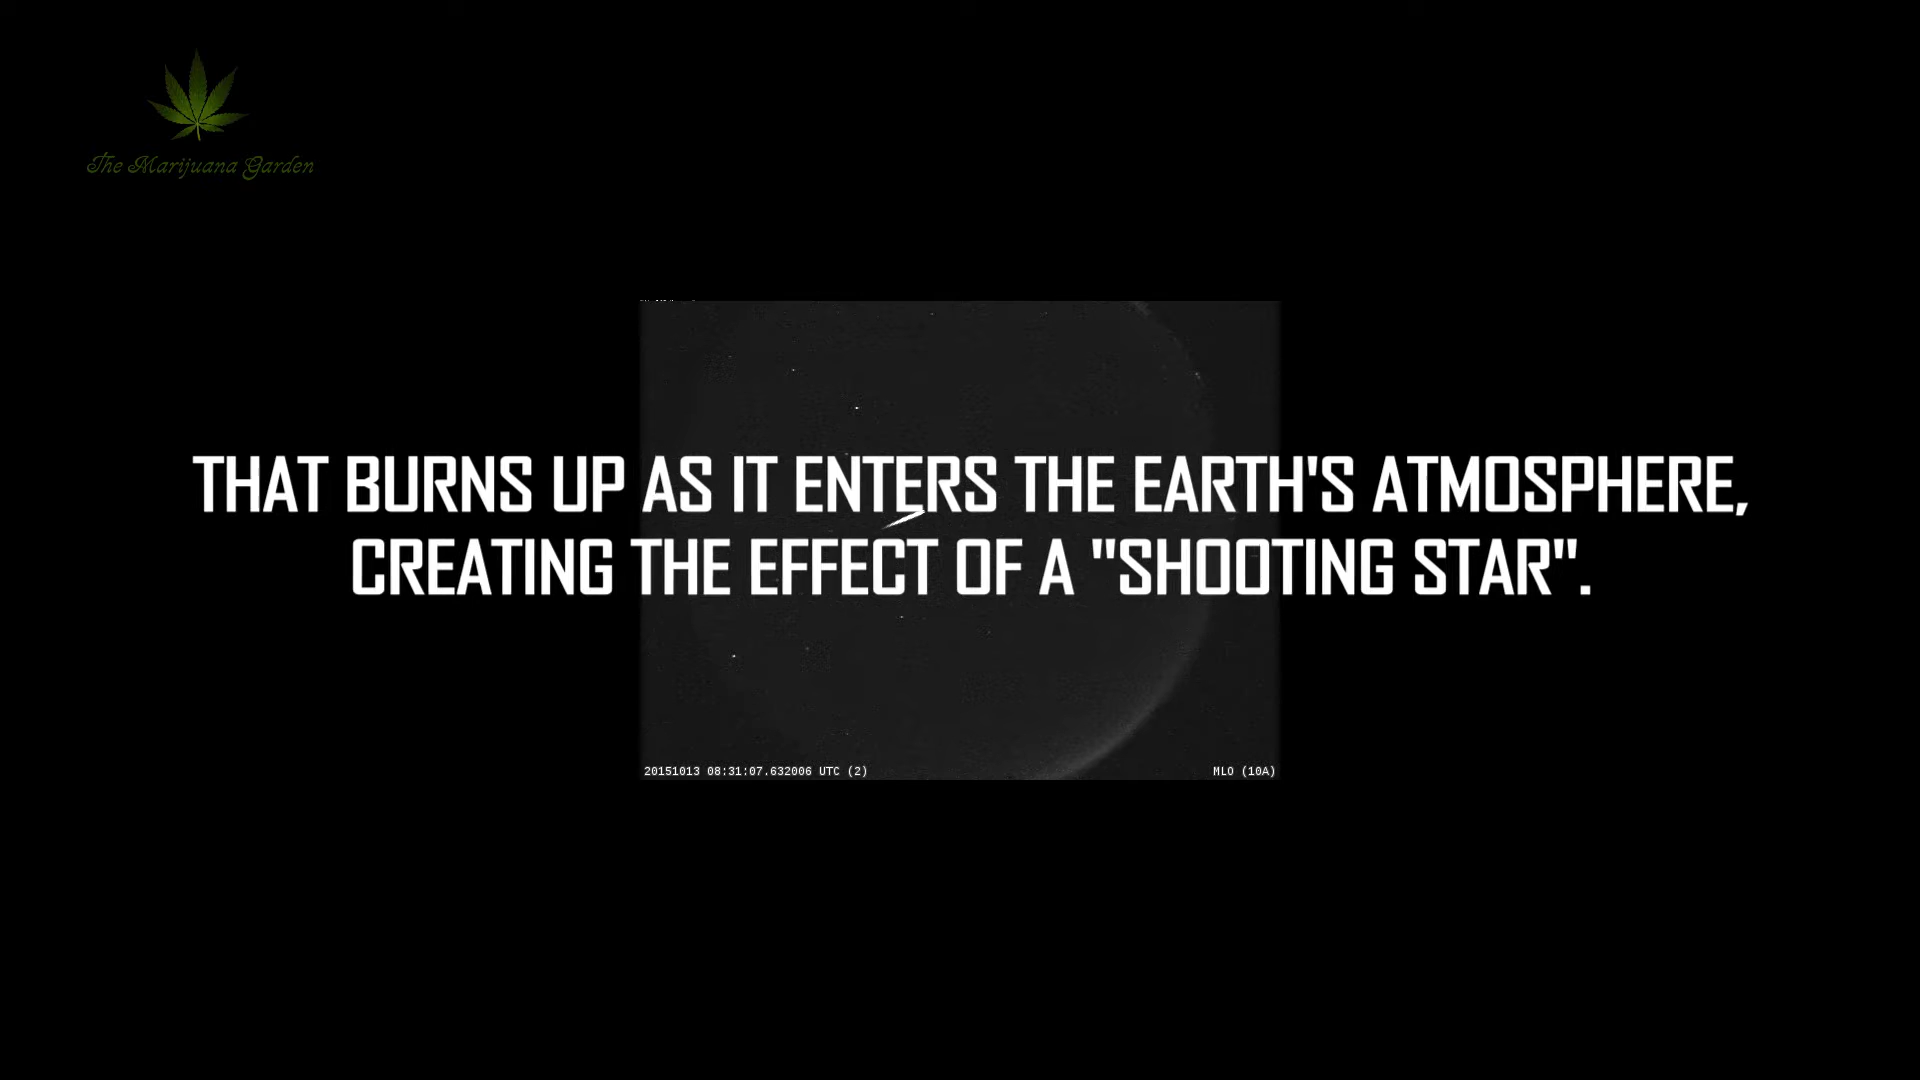 The Marijuana Garden
THAT BURNS UP AS IT ENTERS THE EARTH'S ATMOSPHERE,
CREATING THE EFFECT OF A "SHOOTING STAR".
20151013 08:31:07.632006 UTC (2)
MLO (10A)